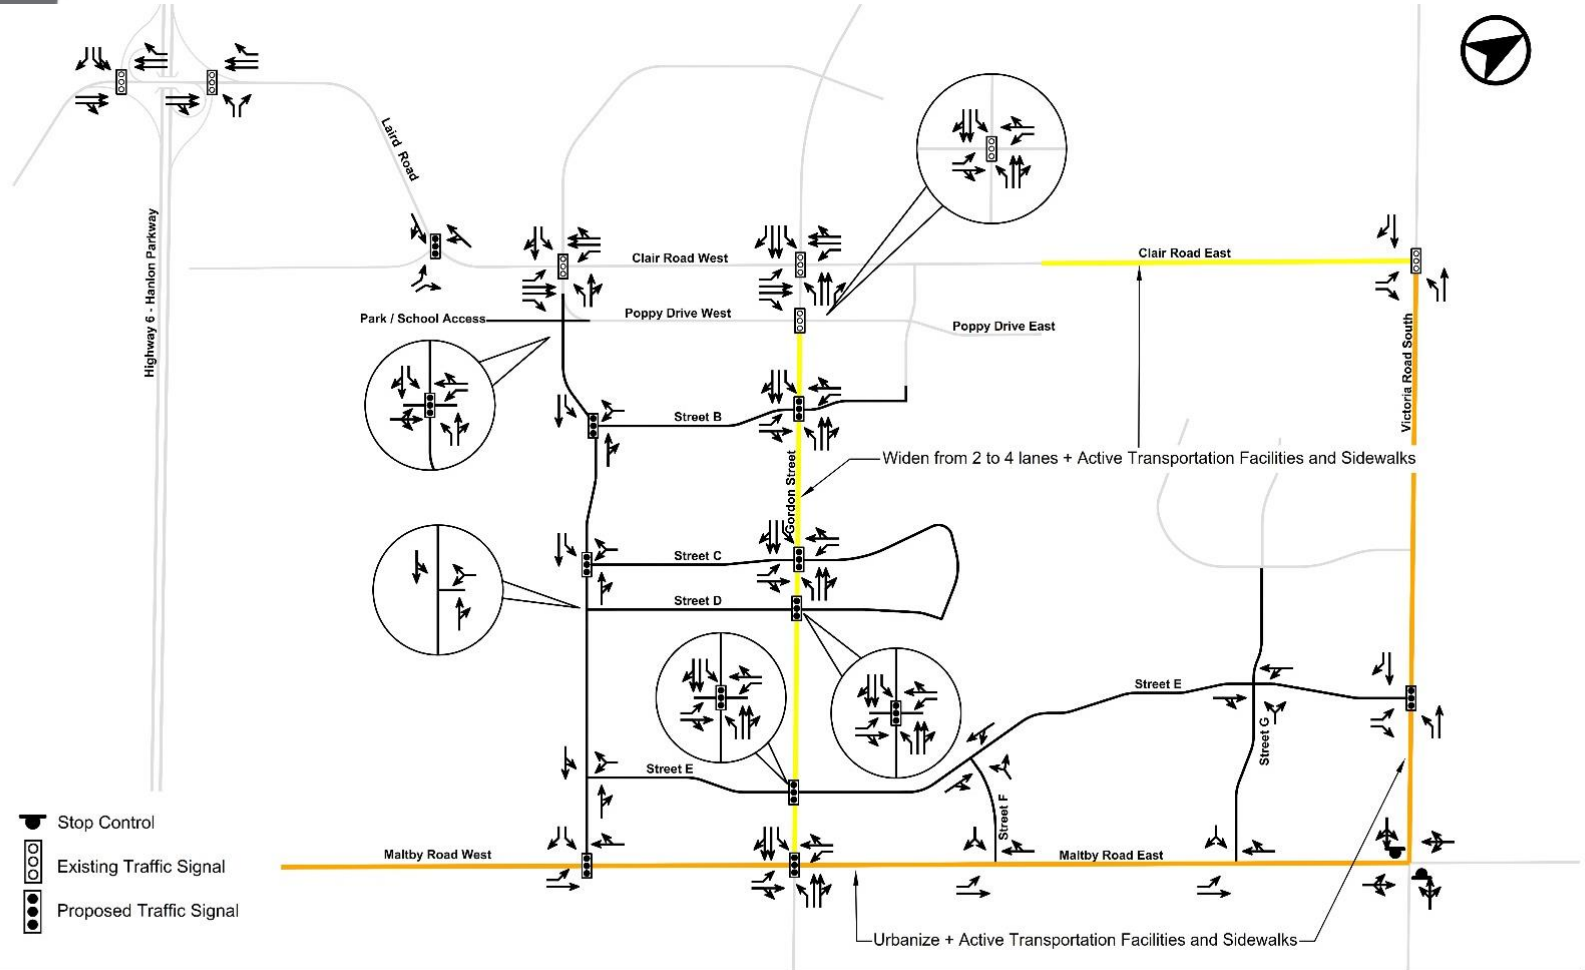 Laird Road
Highway 6 - Hanlon Parkway
Clair Road West
Clair Road East
Park / School Access
Poppy Drive West
Poppy Drive East
Victoria Road South
Street B
Gordon Street
Widen from 2 to 4 lanes + Active Transportation Facilities and Sidewalks
Street C
Street D
Street E
Street G
Street E
Street F
Stop Control
Existing Traffic Signal
Proposed Traffic Signal
Maltby Road West
Maltby Road East
Urbanize + Active Transportation Facilities and Sidewalks